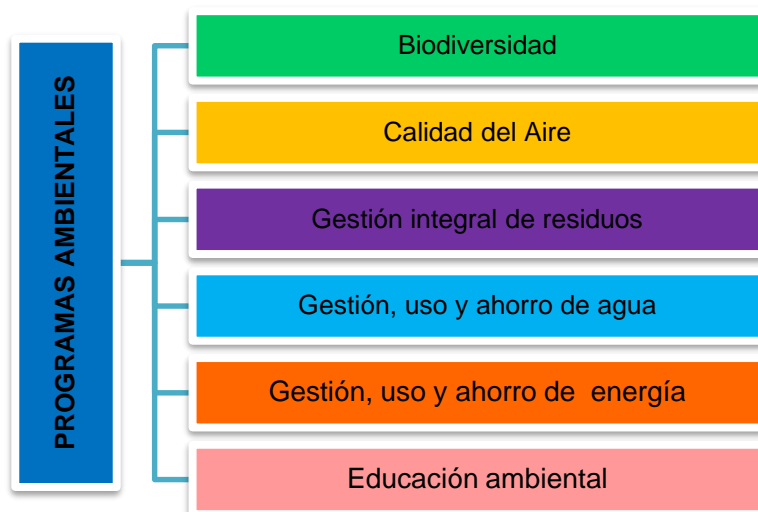 PROGRAMAS AMBIENTALES
Biodiversidad
Calidad del Aire
Gestión integral de residuos
Gestión, uso y ahorro de agua
Gestión, uso y ahorro de  energía
Educación ambiental